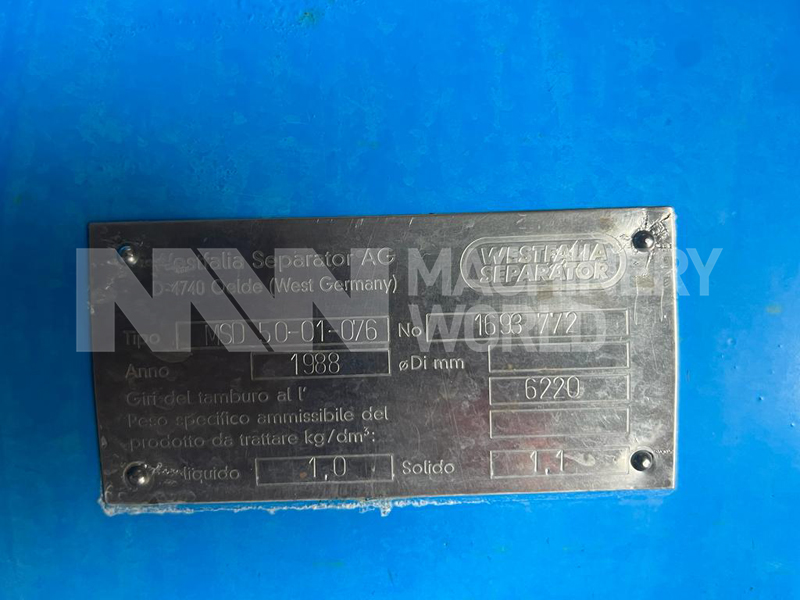 Westfalia Separator AG
D-4740 Oelde (West Germany)
WESTFALIA
SEPARATOR
Tipo MSD 50-01-076 No 1693 772
Anno 1988 øDi mm
Giri del tamburo al l' 6220
Peso specifico ammissibile del
prodotto da trattare kg/dm³:
liquido 1,0 Solido 1,1
MW MACHINERY
WORLD